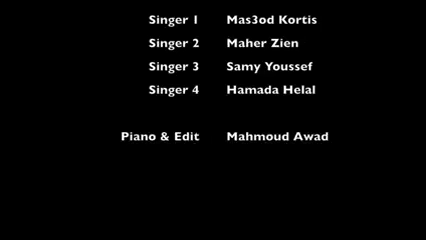 Singer 1 Mas3od Kortis
Singer 2 Maher Zien
Singer 3 Samy Youssef
Singer 4 Hamada Helal
Piano & Edit Mahmoud Awad